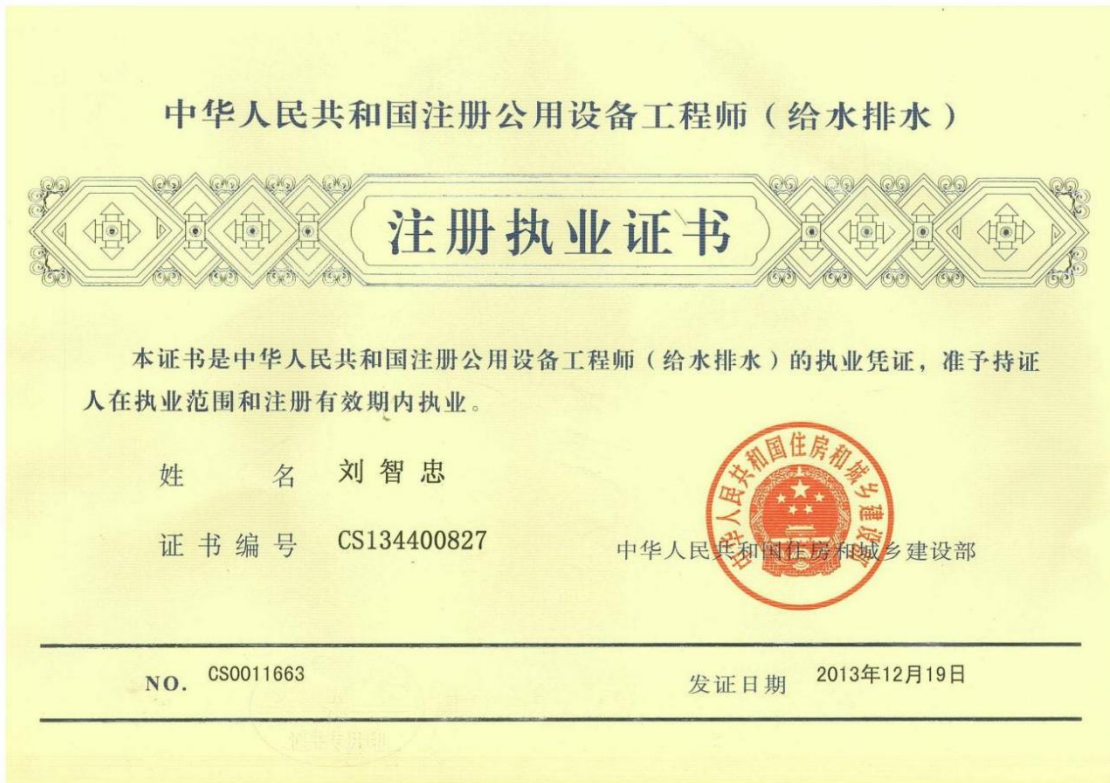 中华人民共和国注册公用设备工程师（给水排水）
注册执业证书
本证书是中华人民共和国注册公用设备工程师（给水排水）的执业凭证，准予持证
人在执业范围和注册有效期内执业。
姓 名 刘智忠
证书编号 CS134400827
中华人民共和国住房和城乡建设部
中华人民共和国住房和城乡建设部
NO. CS0011663
发证日期 2013年12月19日